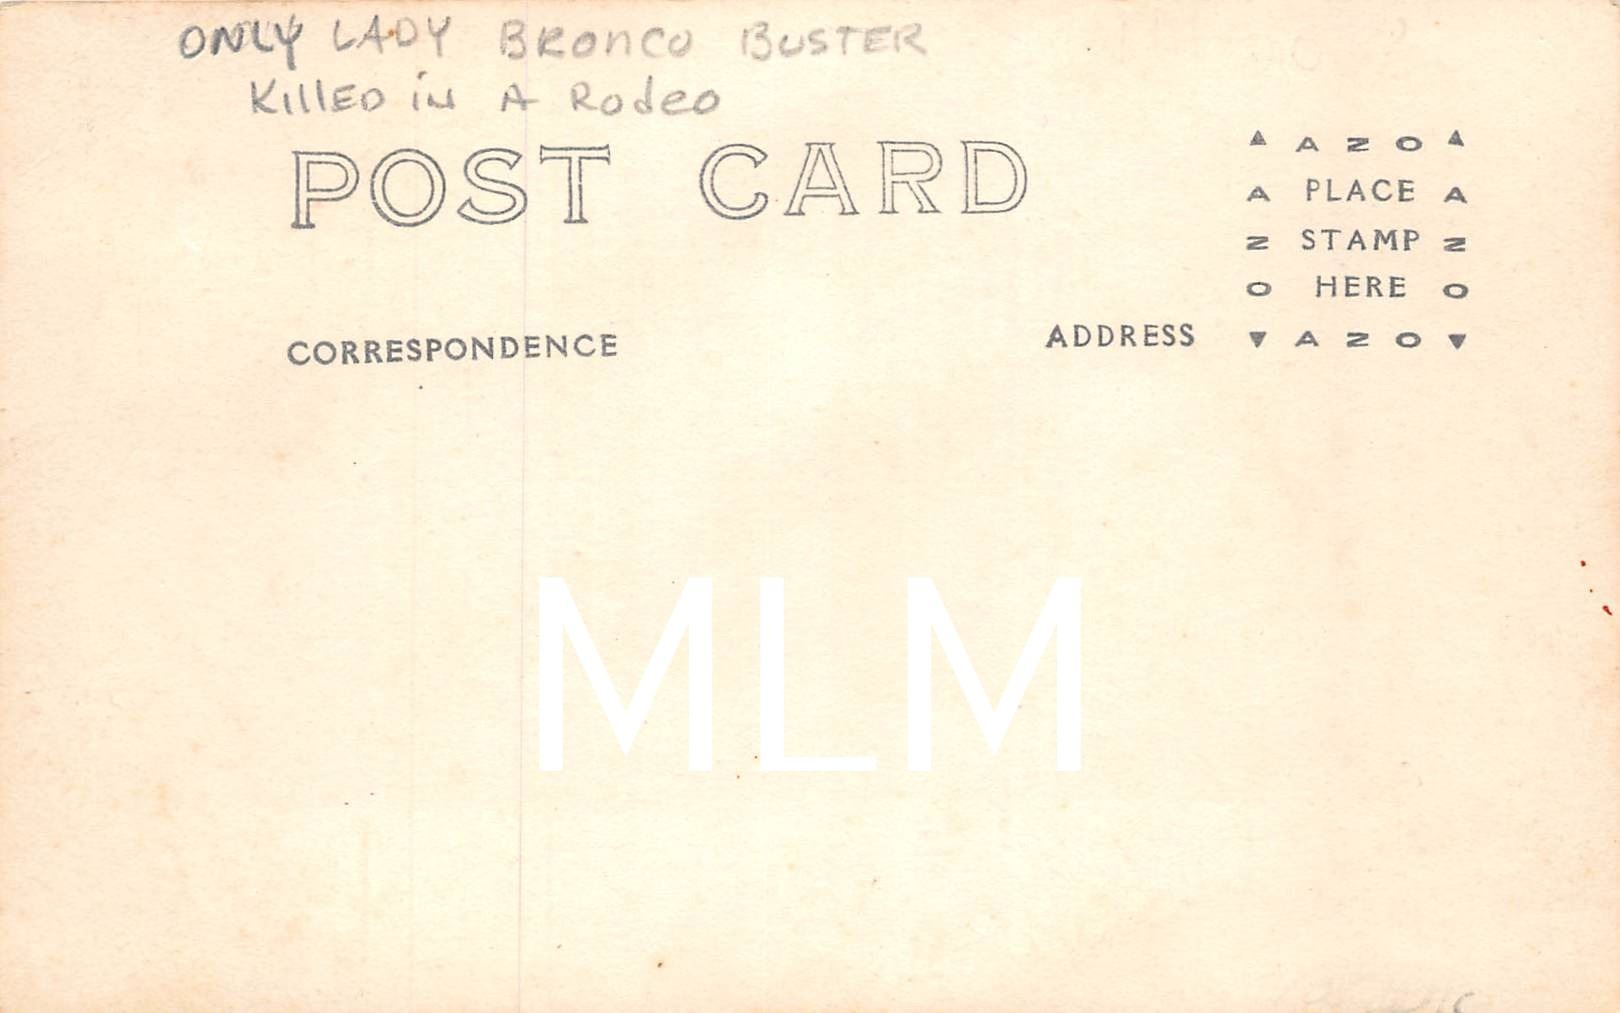 ONLY LADY BRONCO BUSTER
KILLED iN A Rodeo
POST CARD
AZO
A PLACE A
Z STAMP Z
O HERE O
AZO
CORRESPONDENCE
ADDRESS
MLM